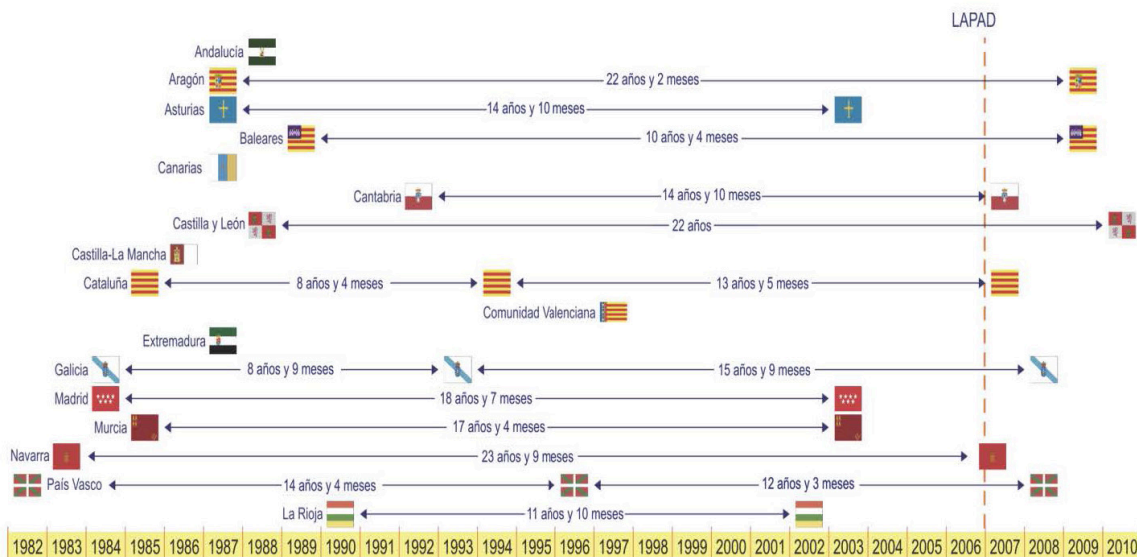 LAPAD
Andalucía
Aragón 22 años y 2 meses
Asturias 14 años y 10 meses
Baleares 10 años y 4 meses
Canarias
Cantabria 14 años y 10 meses
Castilla y León 22 años
Castilla-La Mancha
Cataluña 8 años y 4 meses 13 años y 5 meses
Comunidad Valenciana
Extremadura
Galicia 8 años y 9 meses 15 años y 9 meses
Madrid 18 años y 7 meses
Murcia 17 años y 4 meses
Navarra 23 años y 9 meses
País Vasco 14 años y 4 meses 12 años y 3 meses
La Rioja 11 años y 10 meses
1982 1983 1984 1985 1986 1987 1988 1989 1990 1991 1992 1993 1994 1995 1996 1997 1998 1999 2000 2001 2002 2003 2004 2005 2006 2007 2008 2009 2010